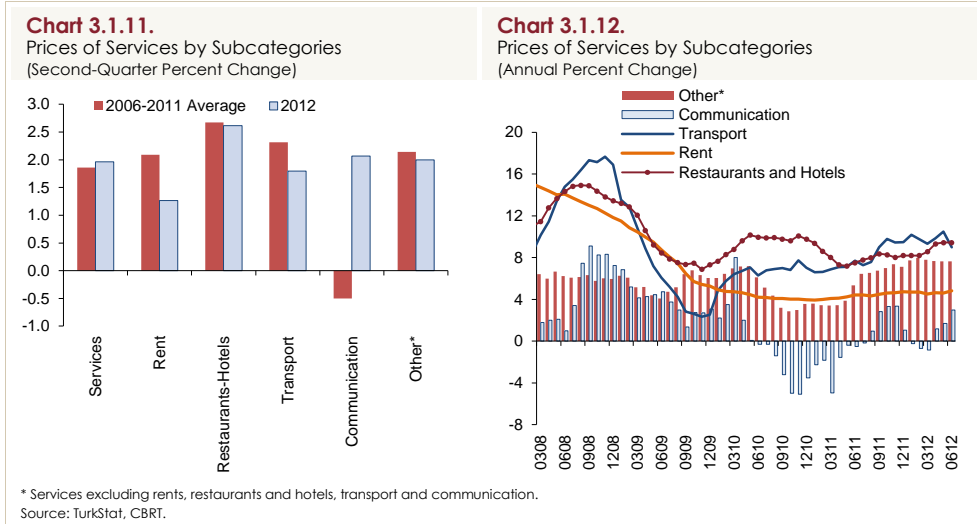 Chart 3.1.11.
Prices of Services by Subcategories
(Second-Quarter Percent Change)
3.0
2.5
2.0
1.5
1.0
0.5
0.0
-0.5
-1.0
2006-2011 Average
2012
Services
Rent
Restaurants-Hotels
Transport
Communication
Other*
Chart 3.1.12.
Prices of Services by Subcategories
(Annual Percent Change)
Other*
Communication
Transport
Rent
Restaurants and Hotels
20
16
12
8
4
0
-4
-8
0308
0608
0908
1208
0309
0609
0909
1209
0310
0610
0910
1210
0311
0611
0911
1211
0312
0612
* Services excluding rents, restaurants and hotels, transport and communication.
Source: TurkStat, CBRT.